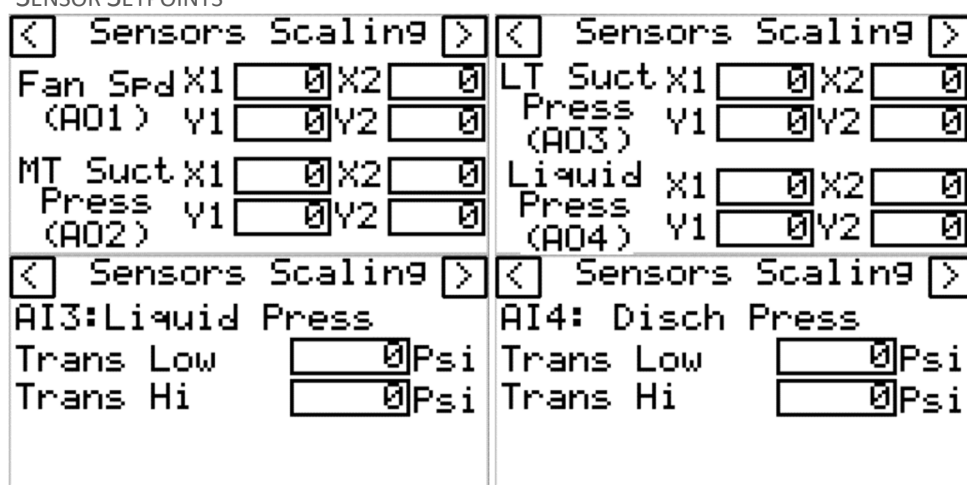 SENSOR SETPOINTS
< Sensors Scaling >
Fan Spd X1 0 X2 0
(AO1) Y1 0 Y2 0
MT Suct X1 0 X2 0
Press Y1 0 Y2 0
(AO2)
< Sensors Scaling >
LT Suct X1 0 X2 0
Press Y1 0 Y2 0
(AO3)
Liquid X1 0 X2 0
Press Y1 0 Y2 0
(AO4)
< Sensors Scaling >
AI3:Liquid Press
Trans Low 0 Psi
Trans Hi 0 Psi
< Sensors Scaling >
AI4: Disch Press
Trans Low 0 Psi
Trans Hi 0 Psi